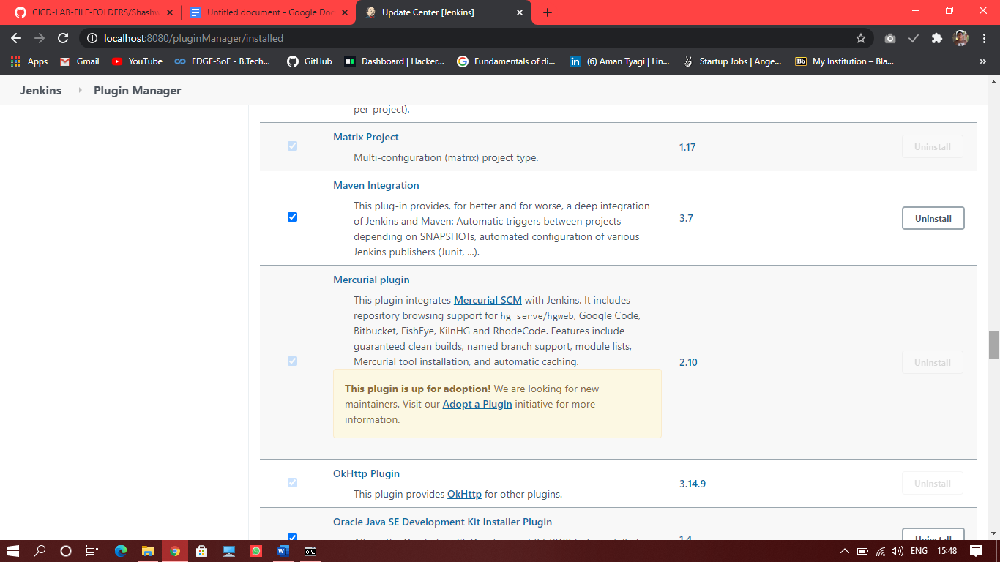 CICD-LAB-FILE-FOLDERS/Shashw
Untitled document - Google Doc
Update Center [Jenkins]
localhost:8080/pluginManager/installed
Apps
Gmail
YouTube
EDGE-SoE - B.Tech...
GitHub
Dashboard | Hacker...
Fundamentals of di...
(6) Aman Tyagi | Lin...
Startup Jobs | Ange...
Bb
My Institution – Bla...
»
Jenkins
Plugin Manager
per-project).
Matrix Project
Multi-configuration (matrix) project type.
1.17
Uninstall
Maven Integration
This plug-in provides, for better and for worse, a deep integration
of Jenkins and Maven: Automatic triggers between projects
depending on SNAPSHOTs, automated configuration of various
Jenkins publishers (Junit, ...).
3.7
Uninstall
Mercurial plugin
This plugin integrates Mercurial SCM with Jenkins. It includes
repository browsing support for hg serve/hgweb, Google Code,
Bitbucket, FishEye, KilnHG and RhodeCode. Features include
guaranteed clean builds, named branch support, module lists,
Mercurial tool installation, and automatic caching.
2.10
Uninstall
This plugin is up for adoption! We are looking for new
maintainers. Visit our Adopt a Plugin initiative for more
information.
OkHttp Plugin
This plugin provides OkHttp for other plugins.
3.14.9
Uninstall
Oracle Java SE Development Kit Installer Plugin
1.4
Uninstall
ENG
15:48